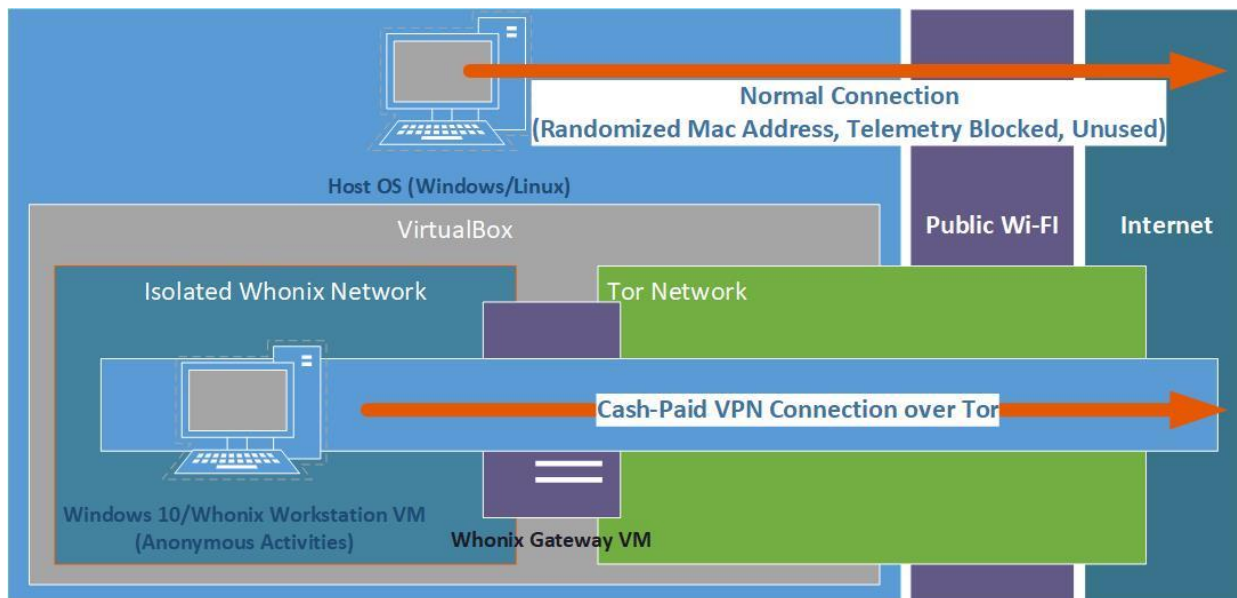 Normal Connection
(Randomized Mac Address, Telemetry Blocked, Unused)
Host OS (Windows/Linux)
VirtualBox
Public Wi-FI
Internet
Isolated Whonix Network
Tor Network
Cash-Paid VPN Connection over Tor
Windows 10/Whonix Workstation VM
(Anonymous Activities)
Whonix Gateway VM